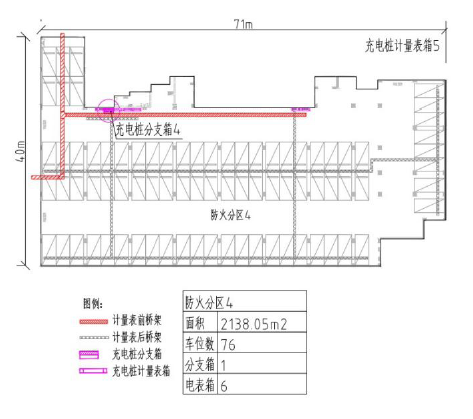 71m
充电桩计量表箱5
40m
充电桩分支箱4
防火分区4
图例:
计量表前桥架
计量表后桥架
充电桩分支箱
充电桩计量表箱
防火分区4
面积 2138.05m2
车位数 76
分支箱 1
电表箱 6